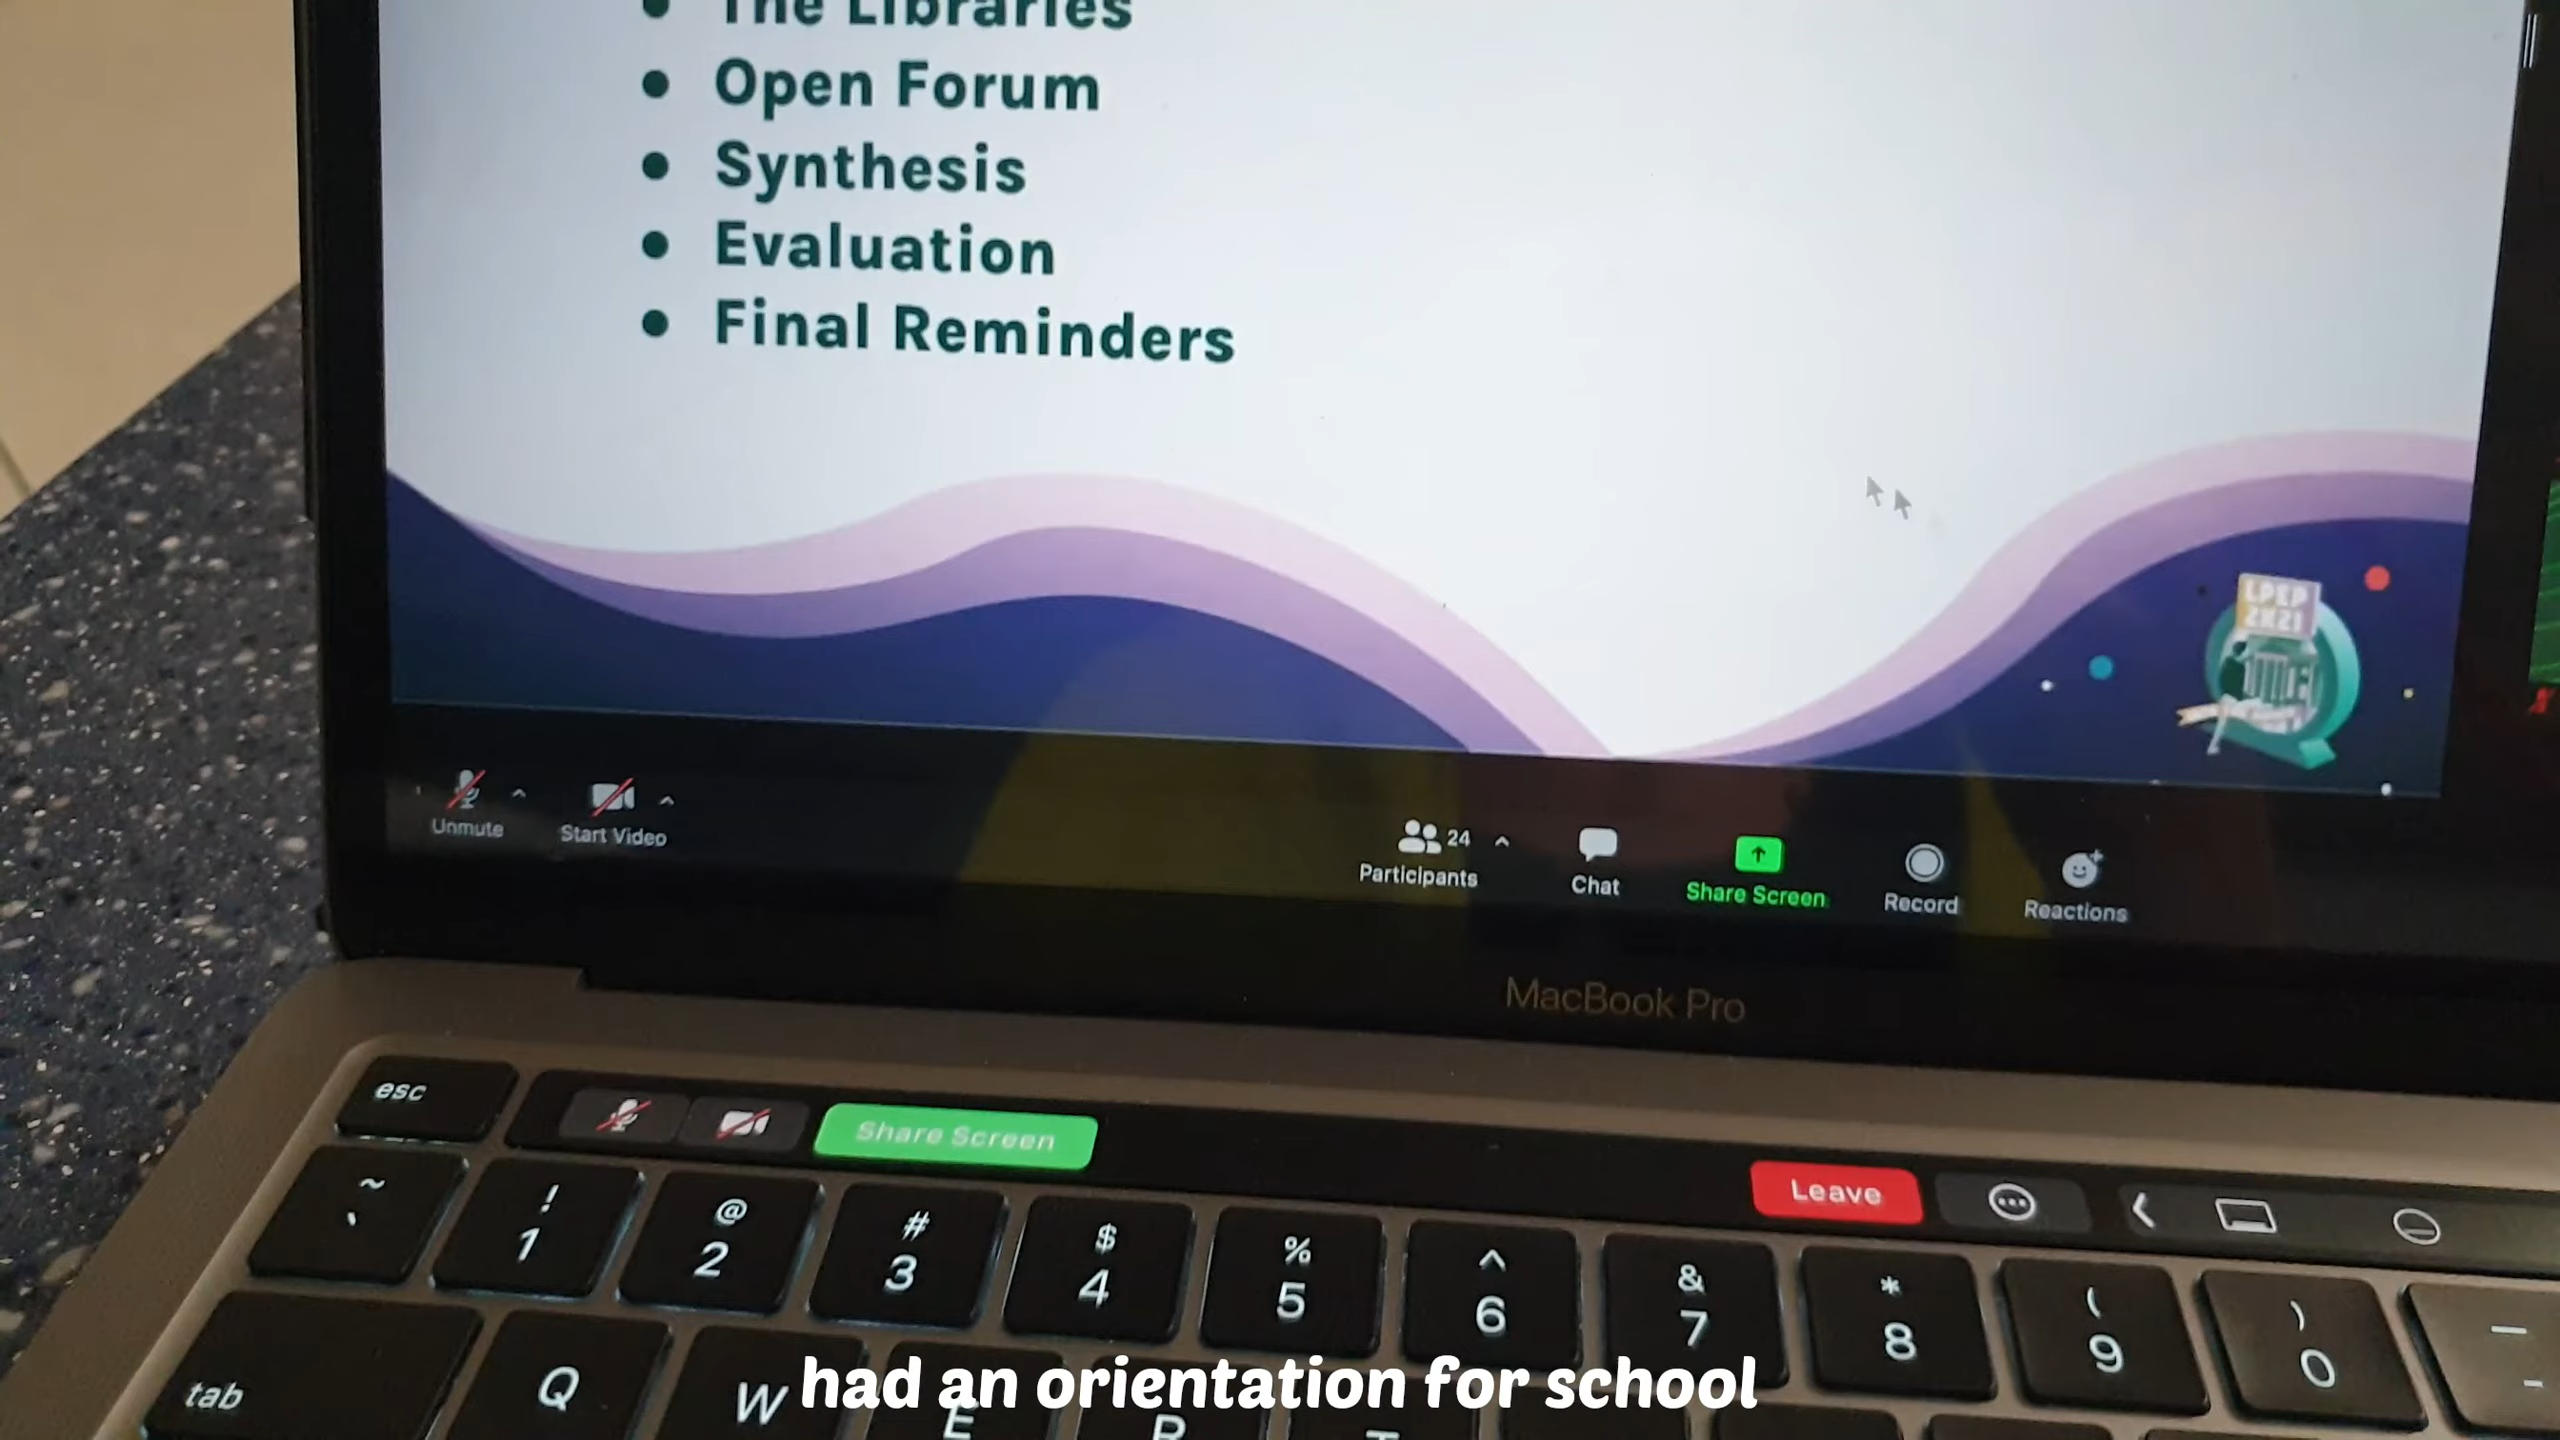 The Libraries
Open Forum
Synthesis
Evaluation
Final Reminders
LPEP
2K21
Unmute
Start Video
24
Participants
Chat
Share Screen
Record
Reactions
MacBook Pro
esc
Share Screen
Leave
~ `
! 1
@ 2
# 3
$ 4
% 5
^ 6
& 7
* 8
( 9
) 0
tab
Q
W
E
R
T
had an orientation for school